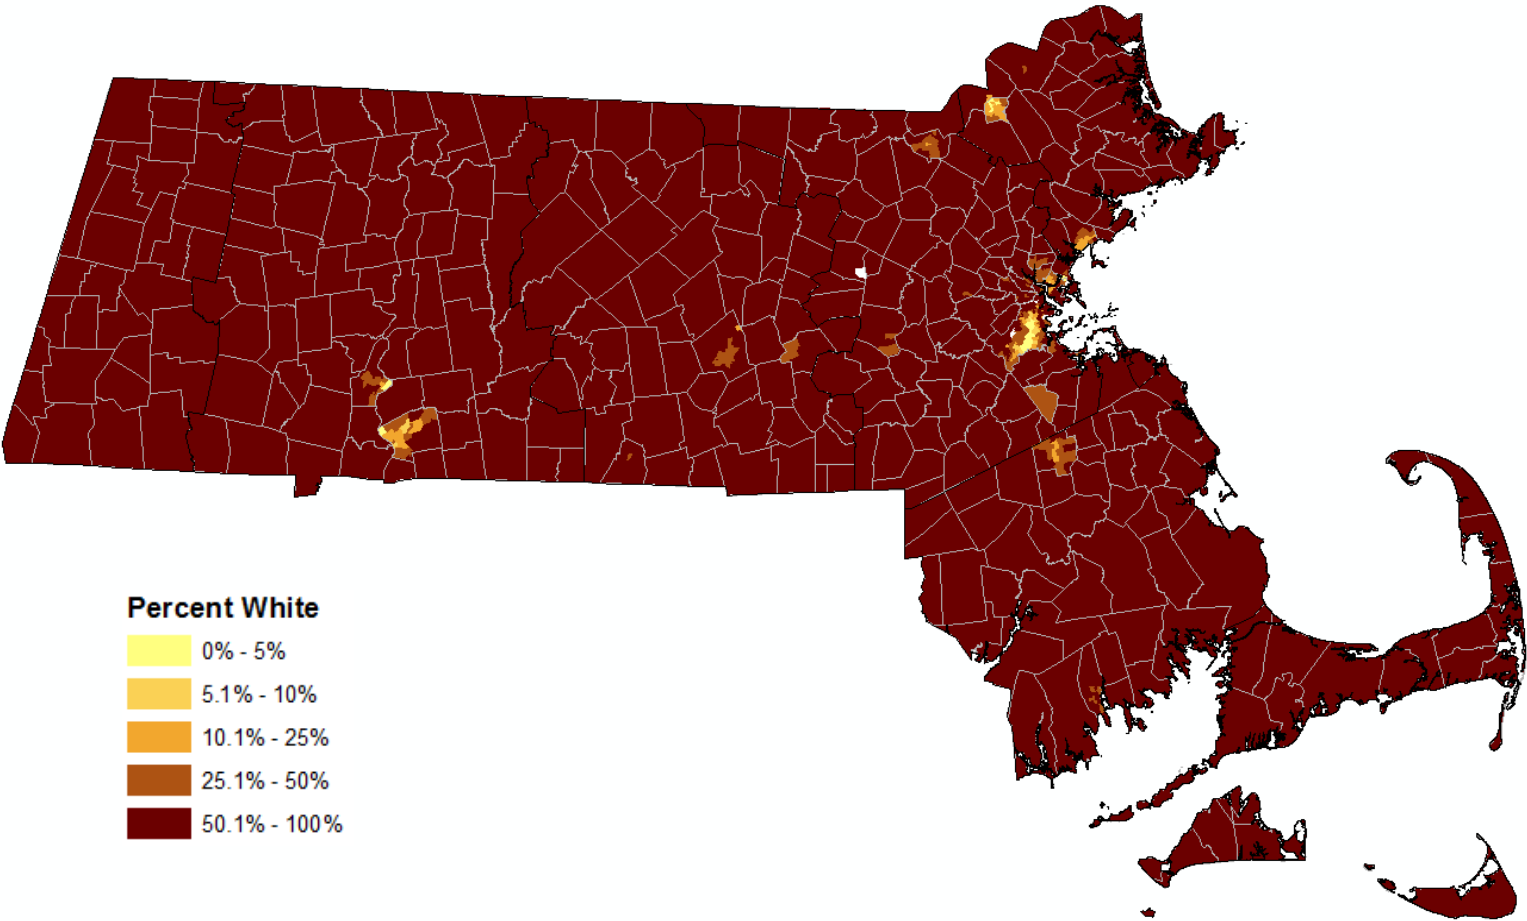 Percent White
0% - 5%
5.1% - 10%
10.1% - 25%
25.1% - 50%
50.1% - 100%